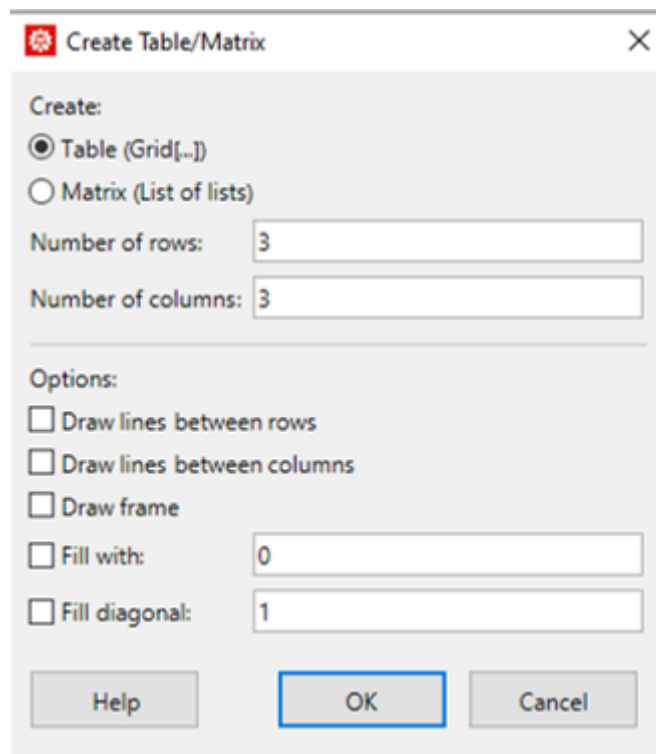 Create Table/Matrix
Create:
Table (Grid[...])
Matrix (List of lists)
Number of rows: 3
Number of columns: 3
Options:
Draw lines between rows
Draw lines between columns
Draw frame
Fill with: 0
Fill diagonal: 1
Help OK Cancel